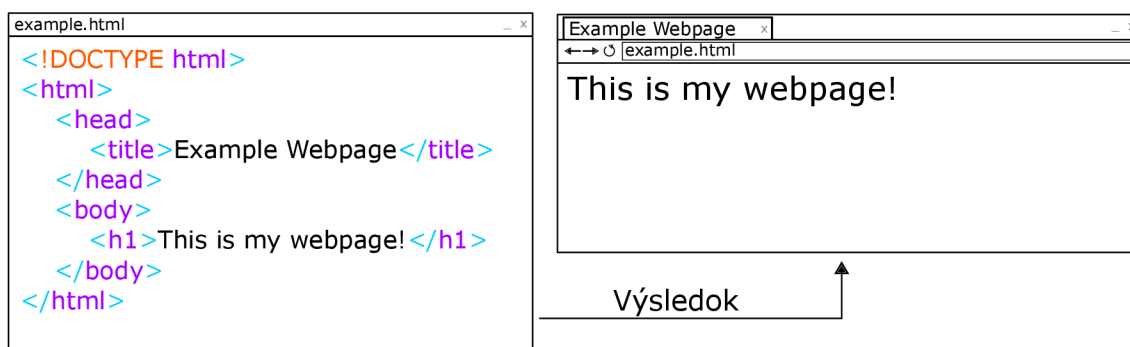 example.html
<!DOCTYPE html>
<html>
<head>
<title>Example Webpage</title>
</head>
<body>
<h1>This is my webpage!</h1>
</body>
</html>
Example Webpage x
example.html
This is my webpage!
Výsledok